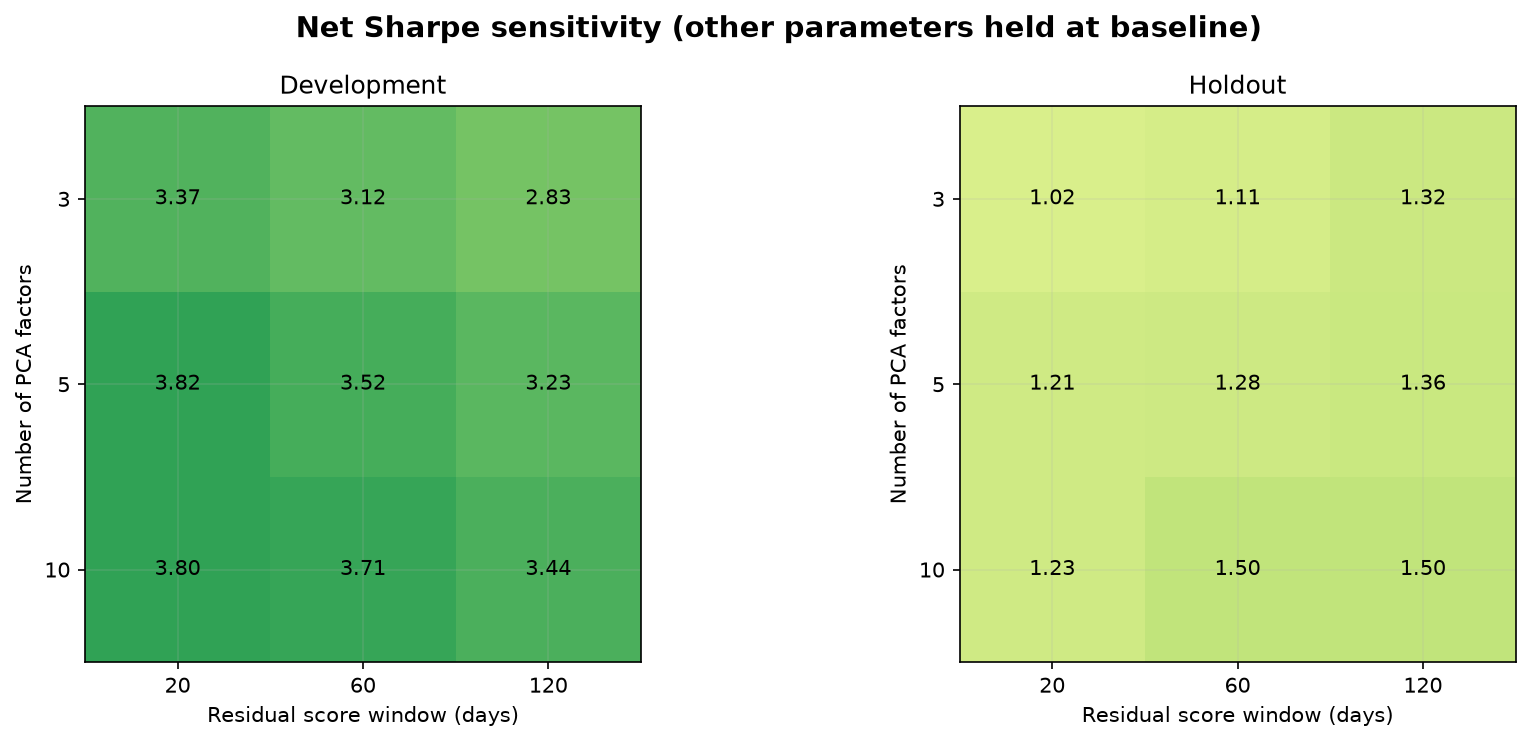 Net Sharpe sensitivity (other parameters held at baseline)
Development
Number of PCA factors
3
3.37 3.12 2.83
5
3.82 3.52 3.23
10
3.80 3.71 3.44
20 60 120
Residual score window (days)
Holdout
Number of PCA factors
3
1.02 1.11 1.32
5
1.21 1.28 1.36
10
1.23 1.50 1.50
20 60 120
Residual score window (days)